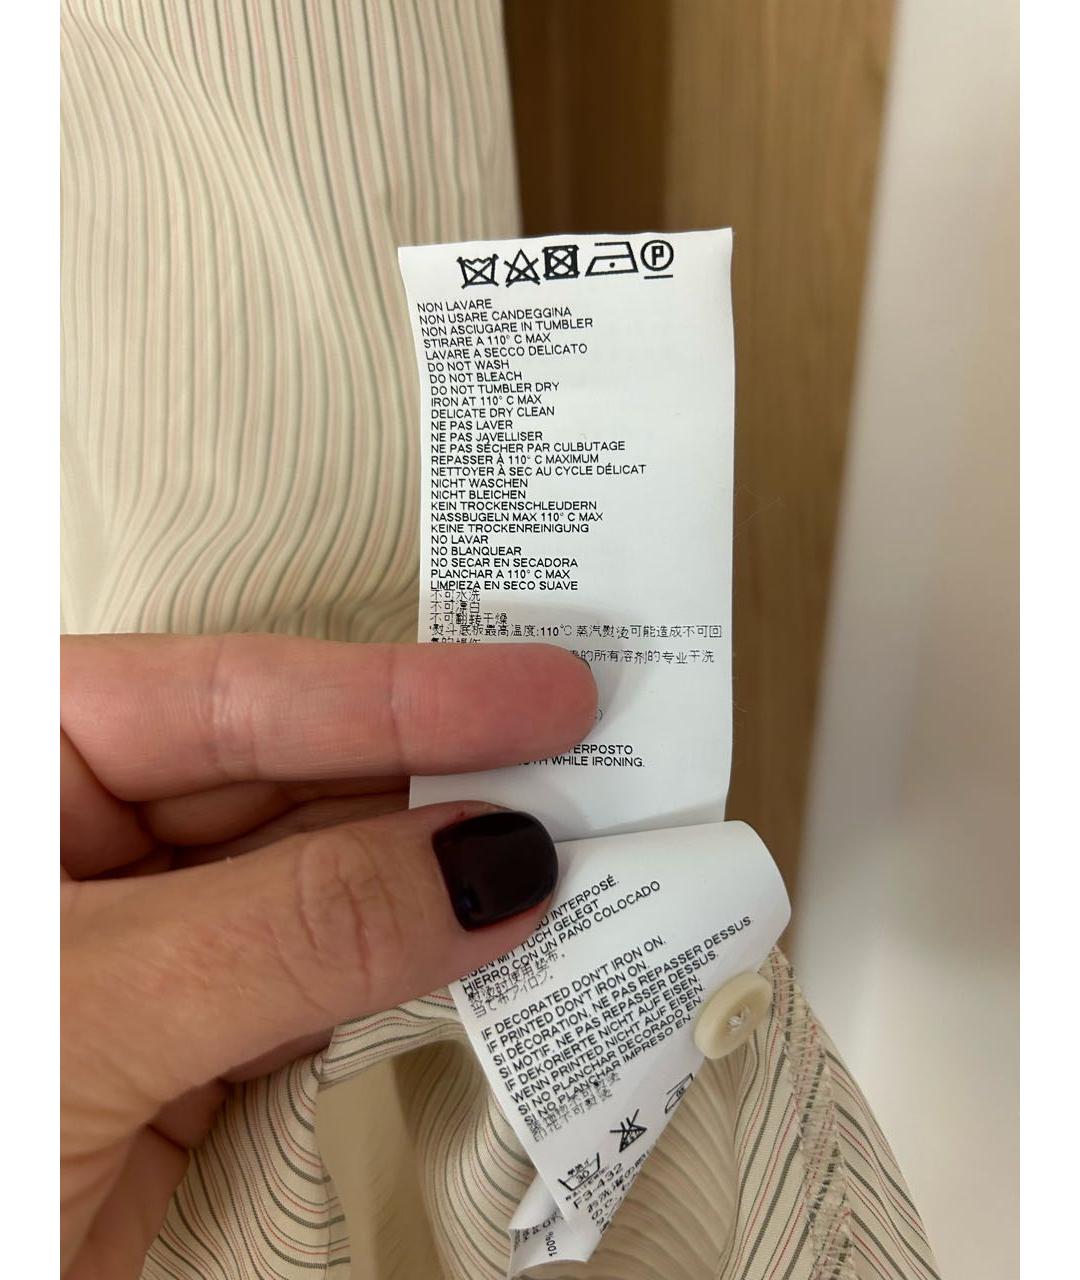 P
NON LAVARE
NON USARE CANDEGGINA
NON ASCIUGARE IN TUMBLER
STIRARE A 110° C MAX
LAVARE A SECCO DELICATO
DO NOT WASH
DO NOT BLEACH
DO NOT TUMBLER DRY
IRON AT 110° C MAX
DELICATE DRY CLEAN
NE PAS LAVER
NE PAS JAVELLISER
NE PAS SÉCHER PAR CULBUTAGE
REPASSER À 110° C MAXIMUM
NETTOYER À SEC AU CYCLE DÉLICAT
NICHT WASCHEN
NICHT BLEICHEN
KEIN TROCKENSCHLEUDERN
NASSBUGELN MAX 110° C MAX
KEINE TROCKENREINIGUNG
NO LAVAR
NO BLANQUEAR
NO SECAR EN SECADORA
PLANCHAR A 110° C MAX
LIMPIEZA EN SECO SUAVE
不可水洗
不可漂白
不可翻转干燥
熨斗底板最高温度:110°C 蒸汽熨烫可能造成不可回
的所有溶剂的专业干洗
WHILE IRONING.
INTERPOSÉ.
MIT TUCH GELEGT
HIERRO CON UN PAÑO COLOCADO
IF DECORATED DON'T IRON ON.
IF PRINTED DON'T IRON ON.
SI DÉCORATION, NE PAS REPASSER DESSUS.
SI MOTIF, NE PAS REPASSER DESSUS.
IF DEKORIERTE NICHT AUF EISEN.
WENN PRINTED NICHT AUF EISEN.
NO PLANCHAR DECORADO EN
NO PLANCHAR IMPRESO EN
30
F3-432
100%